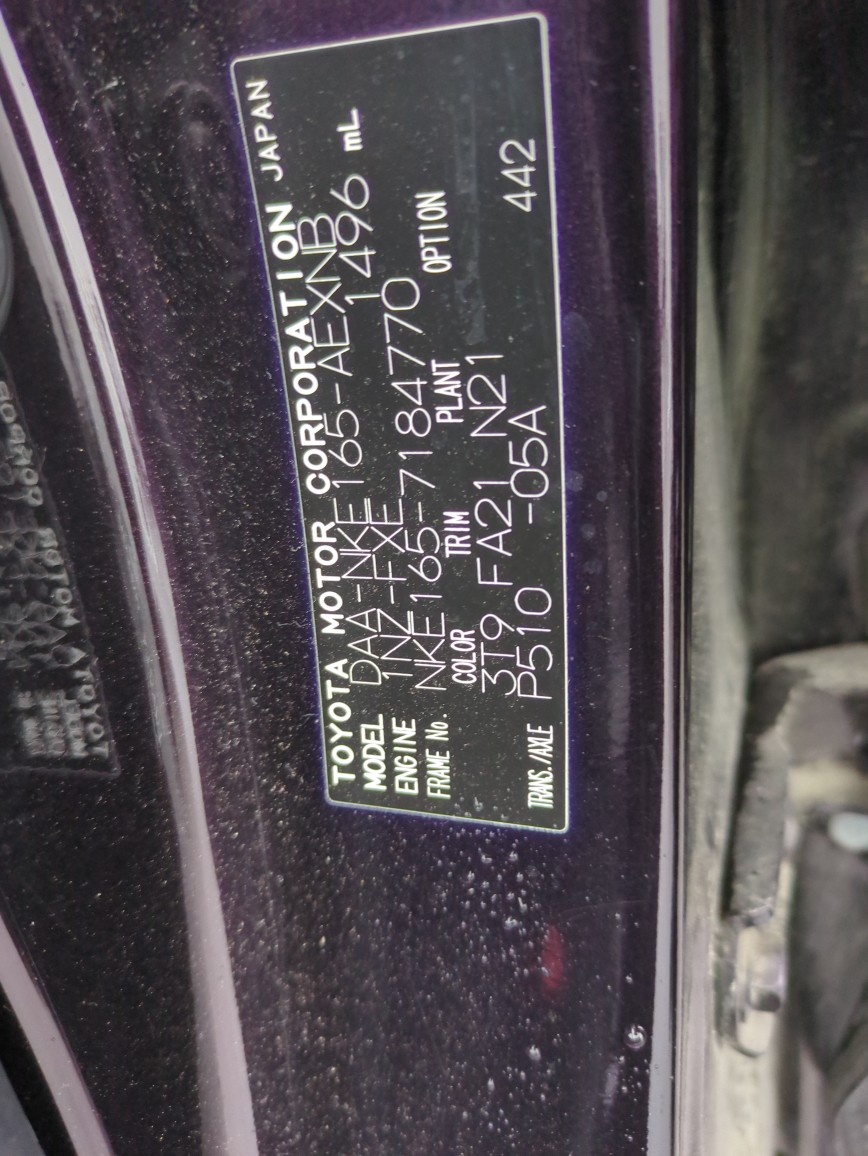 TOYOTA MOTOR CORPORATION JAPAN
MODEL DAA-NKE165-AEXNB
ENGINE 1NZ-FXE 1496 mL
FRAME No. NKE165-7184770
COLOR TRIM PLANT OPTION
3T9 FA21 N21
TRANS./AXLE P510 -05A 442